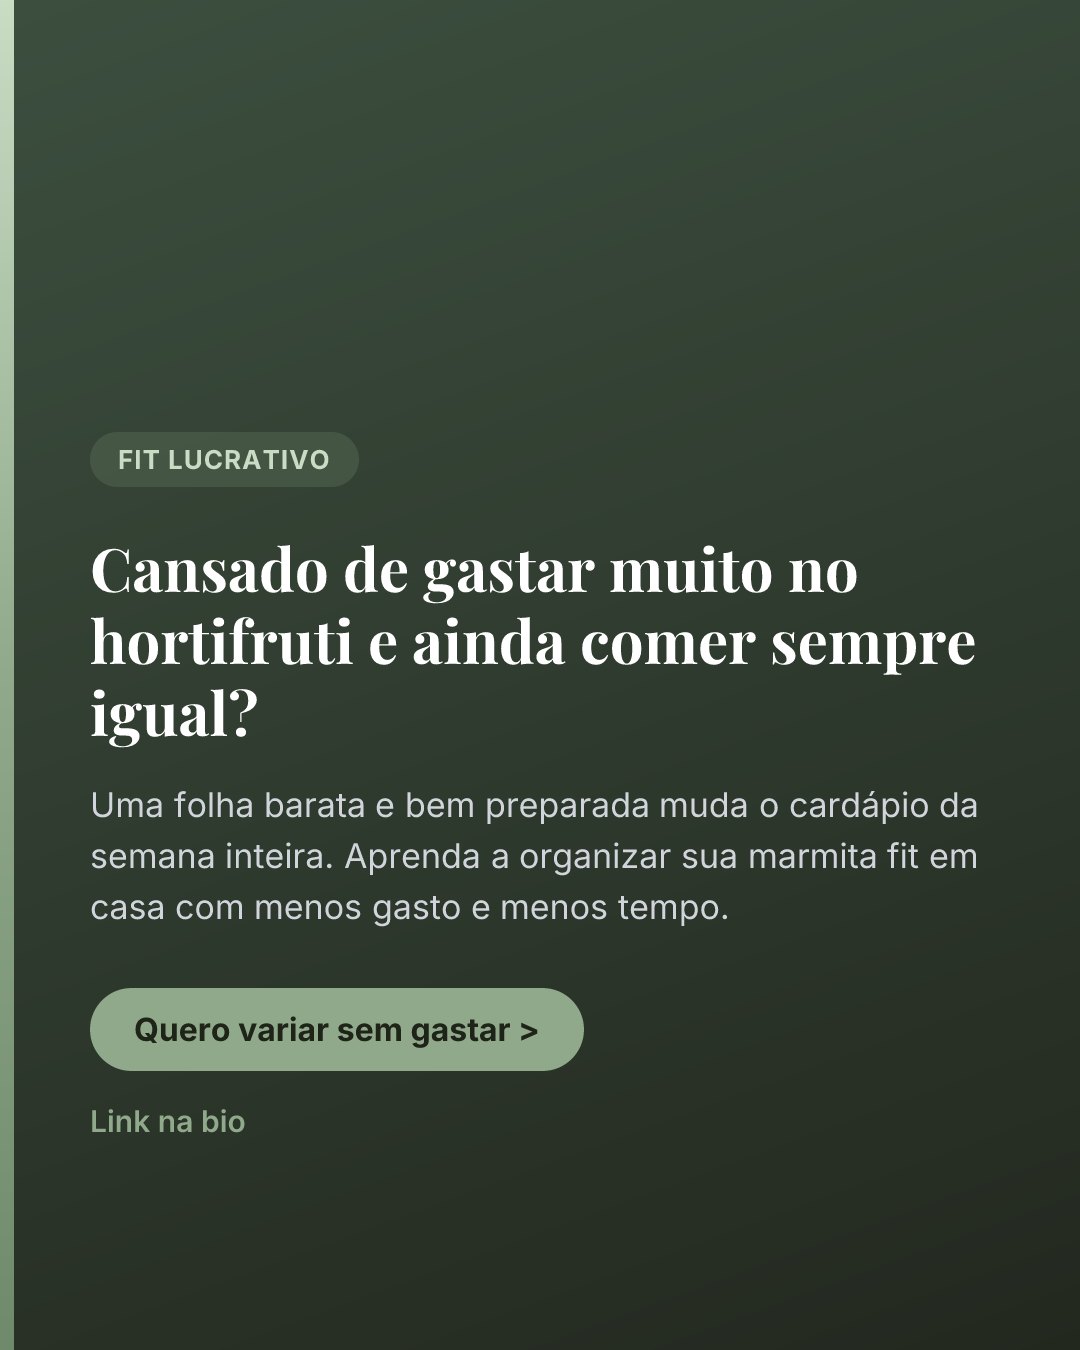 FIT LUCRATIVO
Cansado de gastar muito no
hortifruti e ainda comer sempre
igual?
Uma folha barata e bem preparada muda o cardápio da
semana inteira. Aprenda a organizar sua marmita fit em
casa com menos gasto e menos tempo.
Quero variar sem gastar >
Link na bio